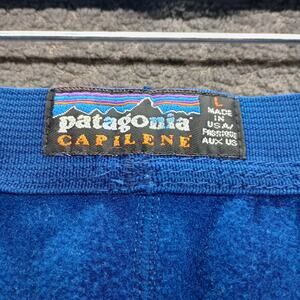 patagonia
CAPILENE
L
MADE
IN
USA/
FABRIQUE
AUX US